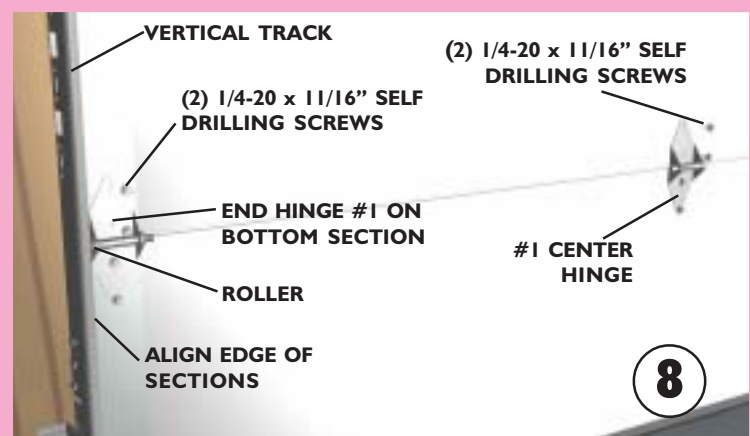 VERTICAL TRACK
(2) 1/4-20 x 11/16” SELF
DRILLING SCREWS
(2) 1/4-20 x 11/16” SELF
DRILLING SCREWS
END HINGE #1 ON
BOTTOM SECTION
#1 CENTER
HINGE
ROLLER
ALIGN EDGE OF
SECTIONS
8